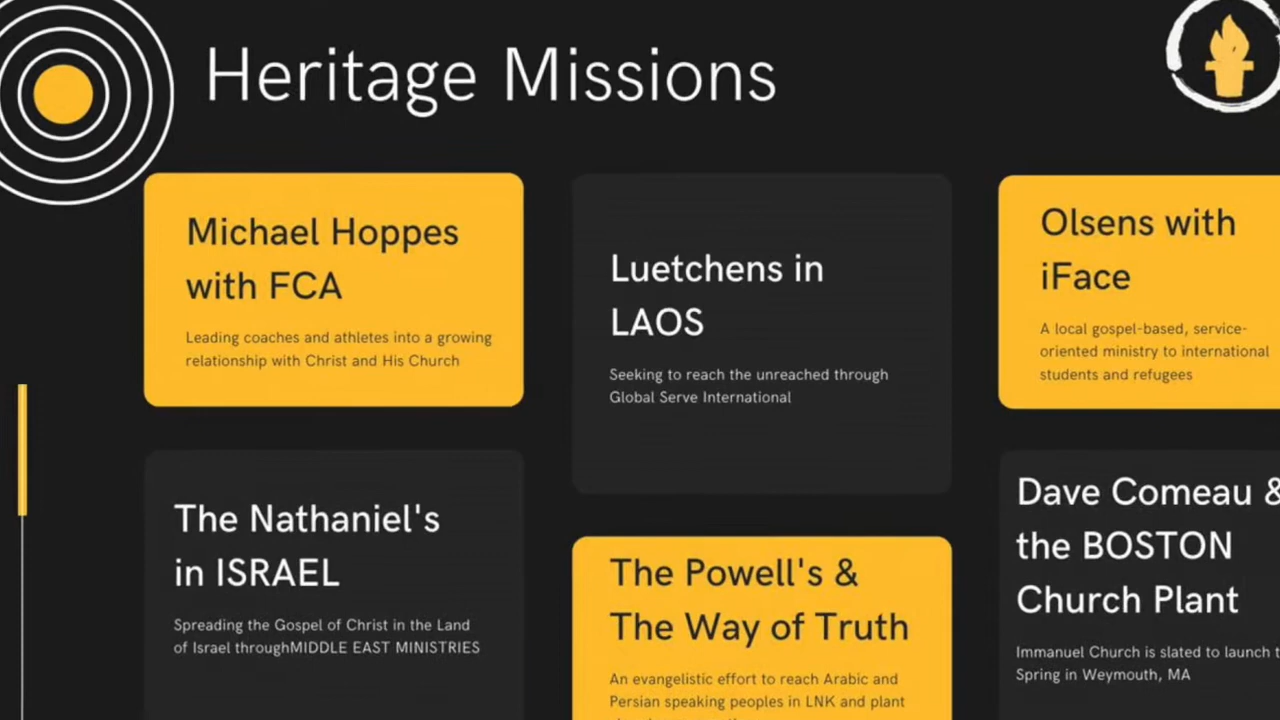 Heritage Missions
Michael Hoppes
with FCA
Leading coaches and athletes into a growing
relationship with Christ and His Church
Luetchens in
LAOS
Seeking to reach the unreached through
Global Serve International
Olsens with
iFace
A local gospel-based, service-
oriented ministry to international
students and refugees
The Nathaniel's
in ISRAEL
Spreading the Gospel of Christ in the Land
of Israel throughMIDDLE EAST MINISTRIES
The Powell's &
The Way of Truth
An evangelistic effort to reach Arabic and
Persian speaking peoples in LNK and plant
Dave Comeau &
the BOSTON
Church Plant
Immanuel Church is slated to launch
Spring in Weymouth, MA